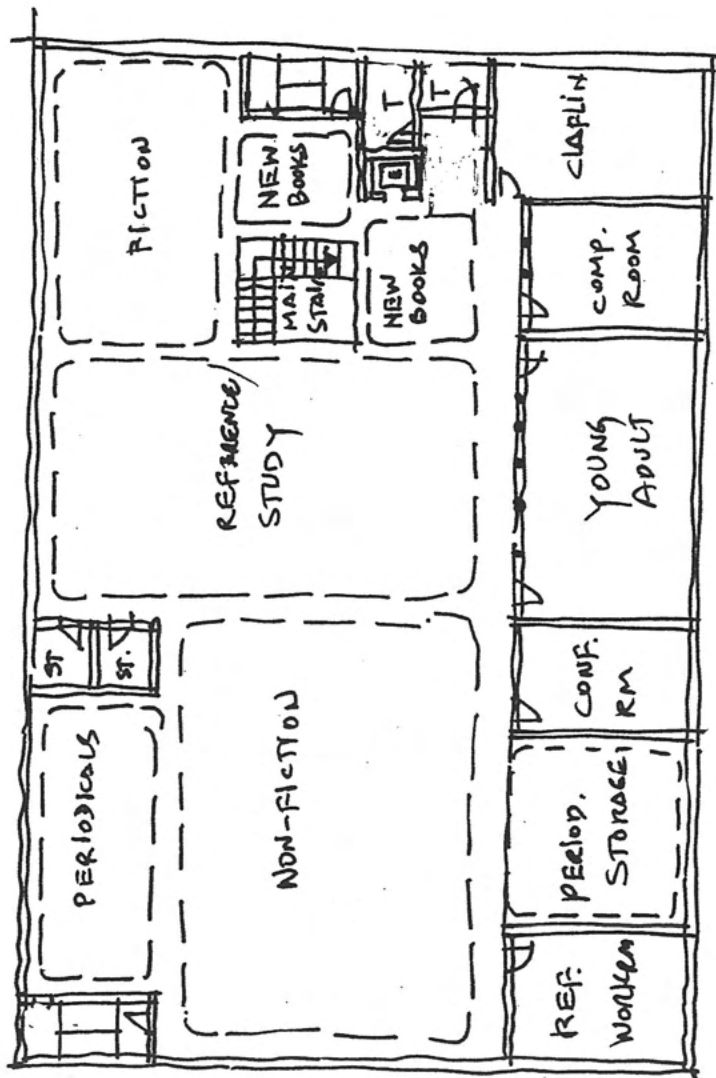 PERIODICALS
ST
ST.
FICTION
NON-FICTION
REFERENCE/
STUDY
MAIN
STAIR
NEW
BOOKS
NEW
BOOKS
E
T
T
REF.
WORKRM
PERIOD.
STORAGE
CONF.
RM
YOUNG
ADULT
COMP.
ROOM
CLAFLIN